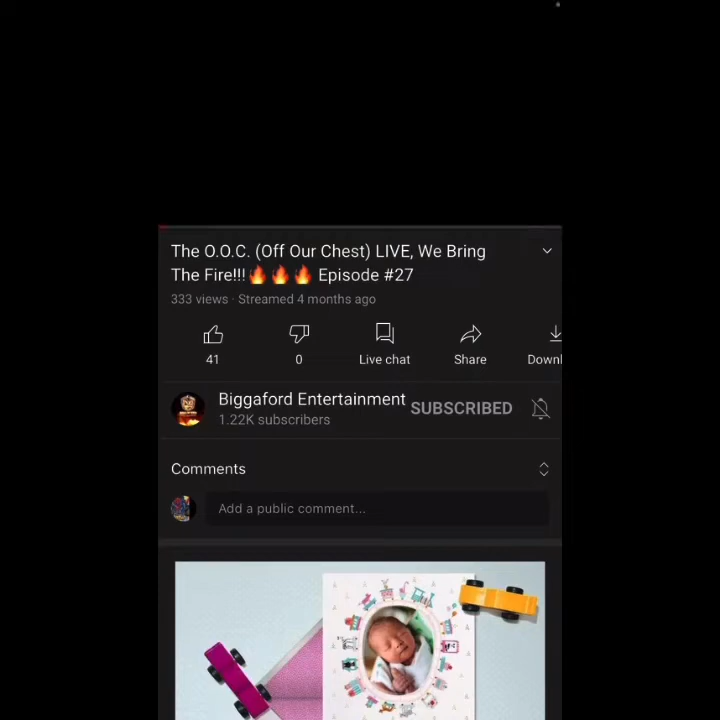 The O.O.C. (Off Our Chest) LIVE, We Bring
The Fire!!!🔥🔥🔥 Episode #27
333 views · Streamed 4 months ago
41
0
Live chat
Share
Downl
Biggaford Entertainment
SUBSCRIBED
1.22K subscribers
Comments
Add a public comment...